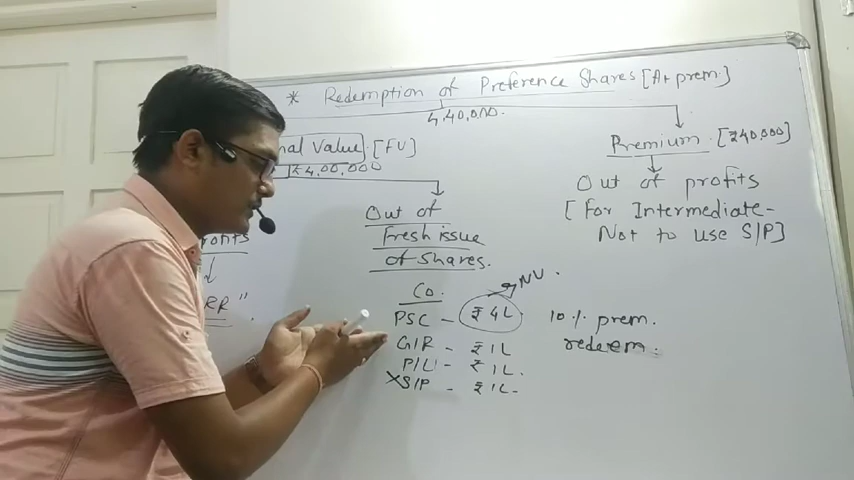 * Redemption of Preference Shares [At prem.]
4,40,000.
nal Value. [FV]
₹4,00,000
Premium. [₹40,000]
Out of profits
[For Intermediate-
Not to use S/P]
Out of
Fresh issue
of Shares.
fits
RR"
Co.
PSC - ₹4L → NV.
G/R - ₹1L
P/L - ₹1L.
XS/P - ₹1L.
10% prem.
redeem.